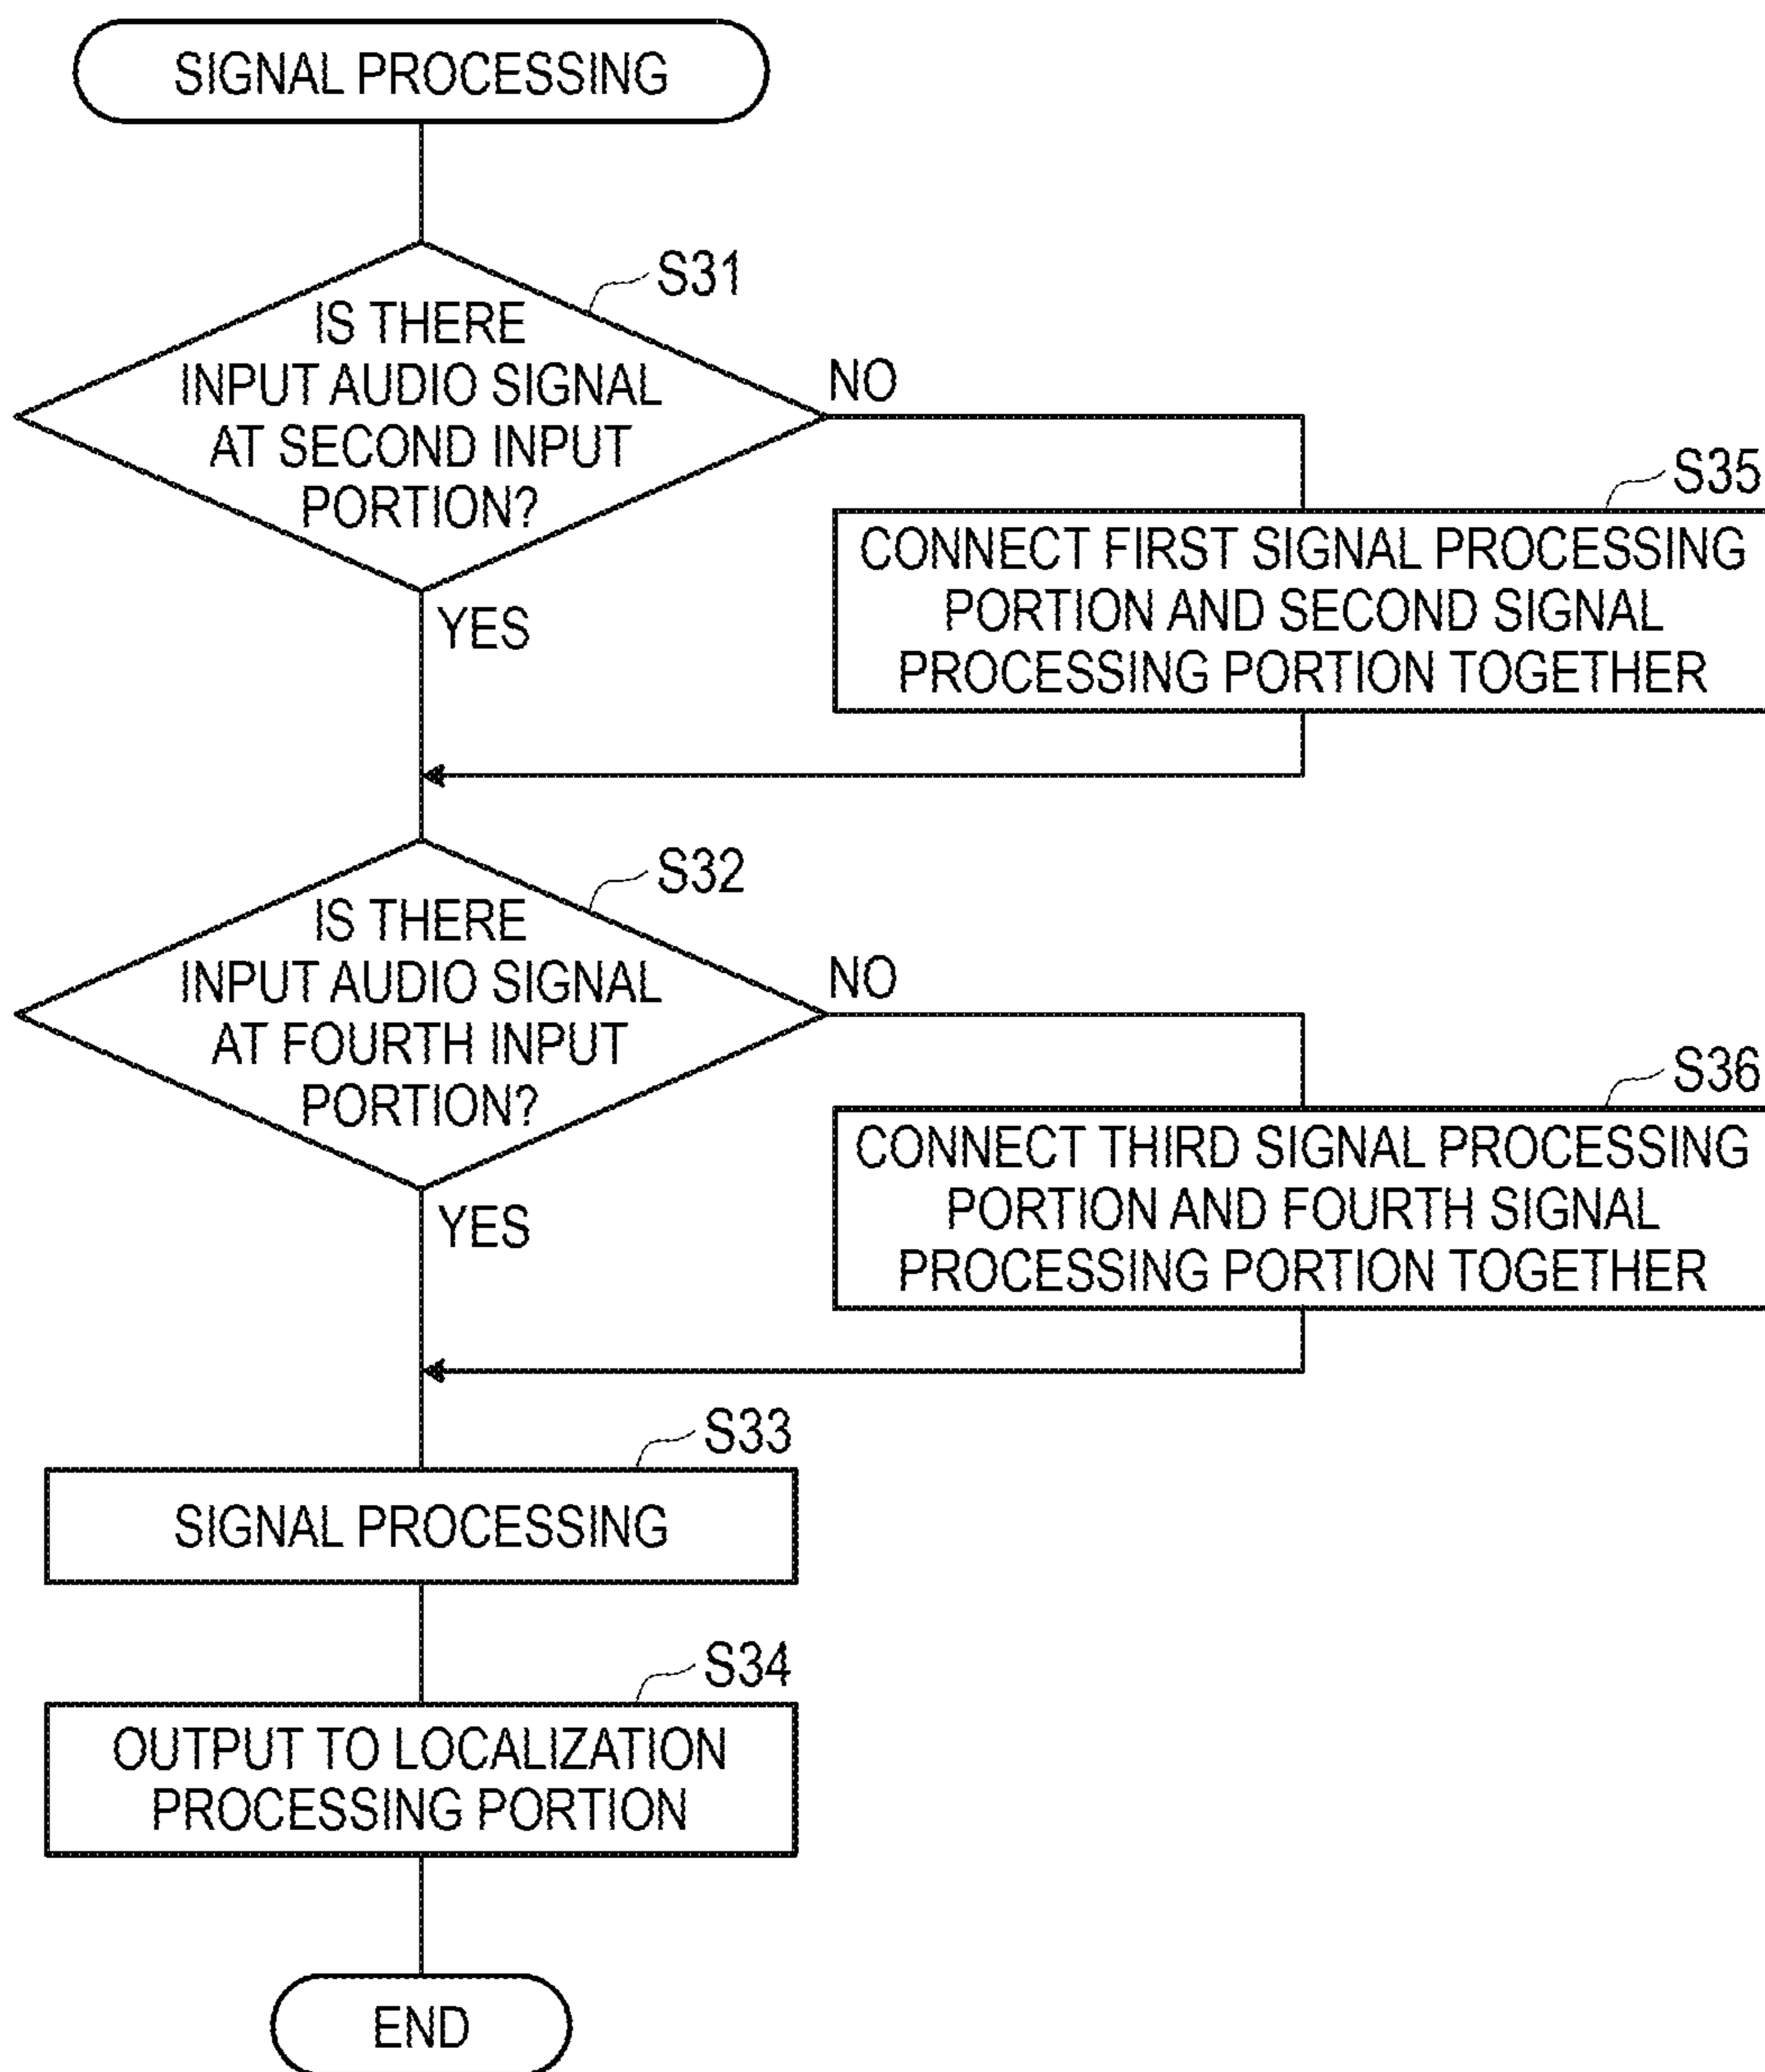 SIGNAL PROCESSING
S31
IS THERE
INPUT AUDIO SIGNAL
AT SECOND INPUT
PORTION?
NO
YES
S35
CONNECT FIRST SIGNAL PROCESSING
PORTION AND SECOND SIGNAL
PROCESSING PORTION TOGETHER
S32
IS THERE
INPUT AUDIO SIGNAL
AT FOURTH INPUT
PORTION?
NO
YES
S36
CONNECT THIRD SIGNAL PROCESSING
PORTION AND FOURTH SIGNAL
PROCESSING PORTION TOGETHER
S33
SIGNAL PROCESSING
S34
OUTPUT TO LOCALIZATION
PROCESSING PORTION
END